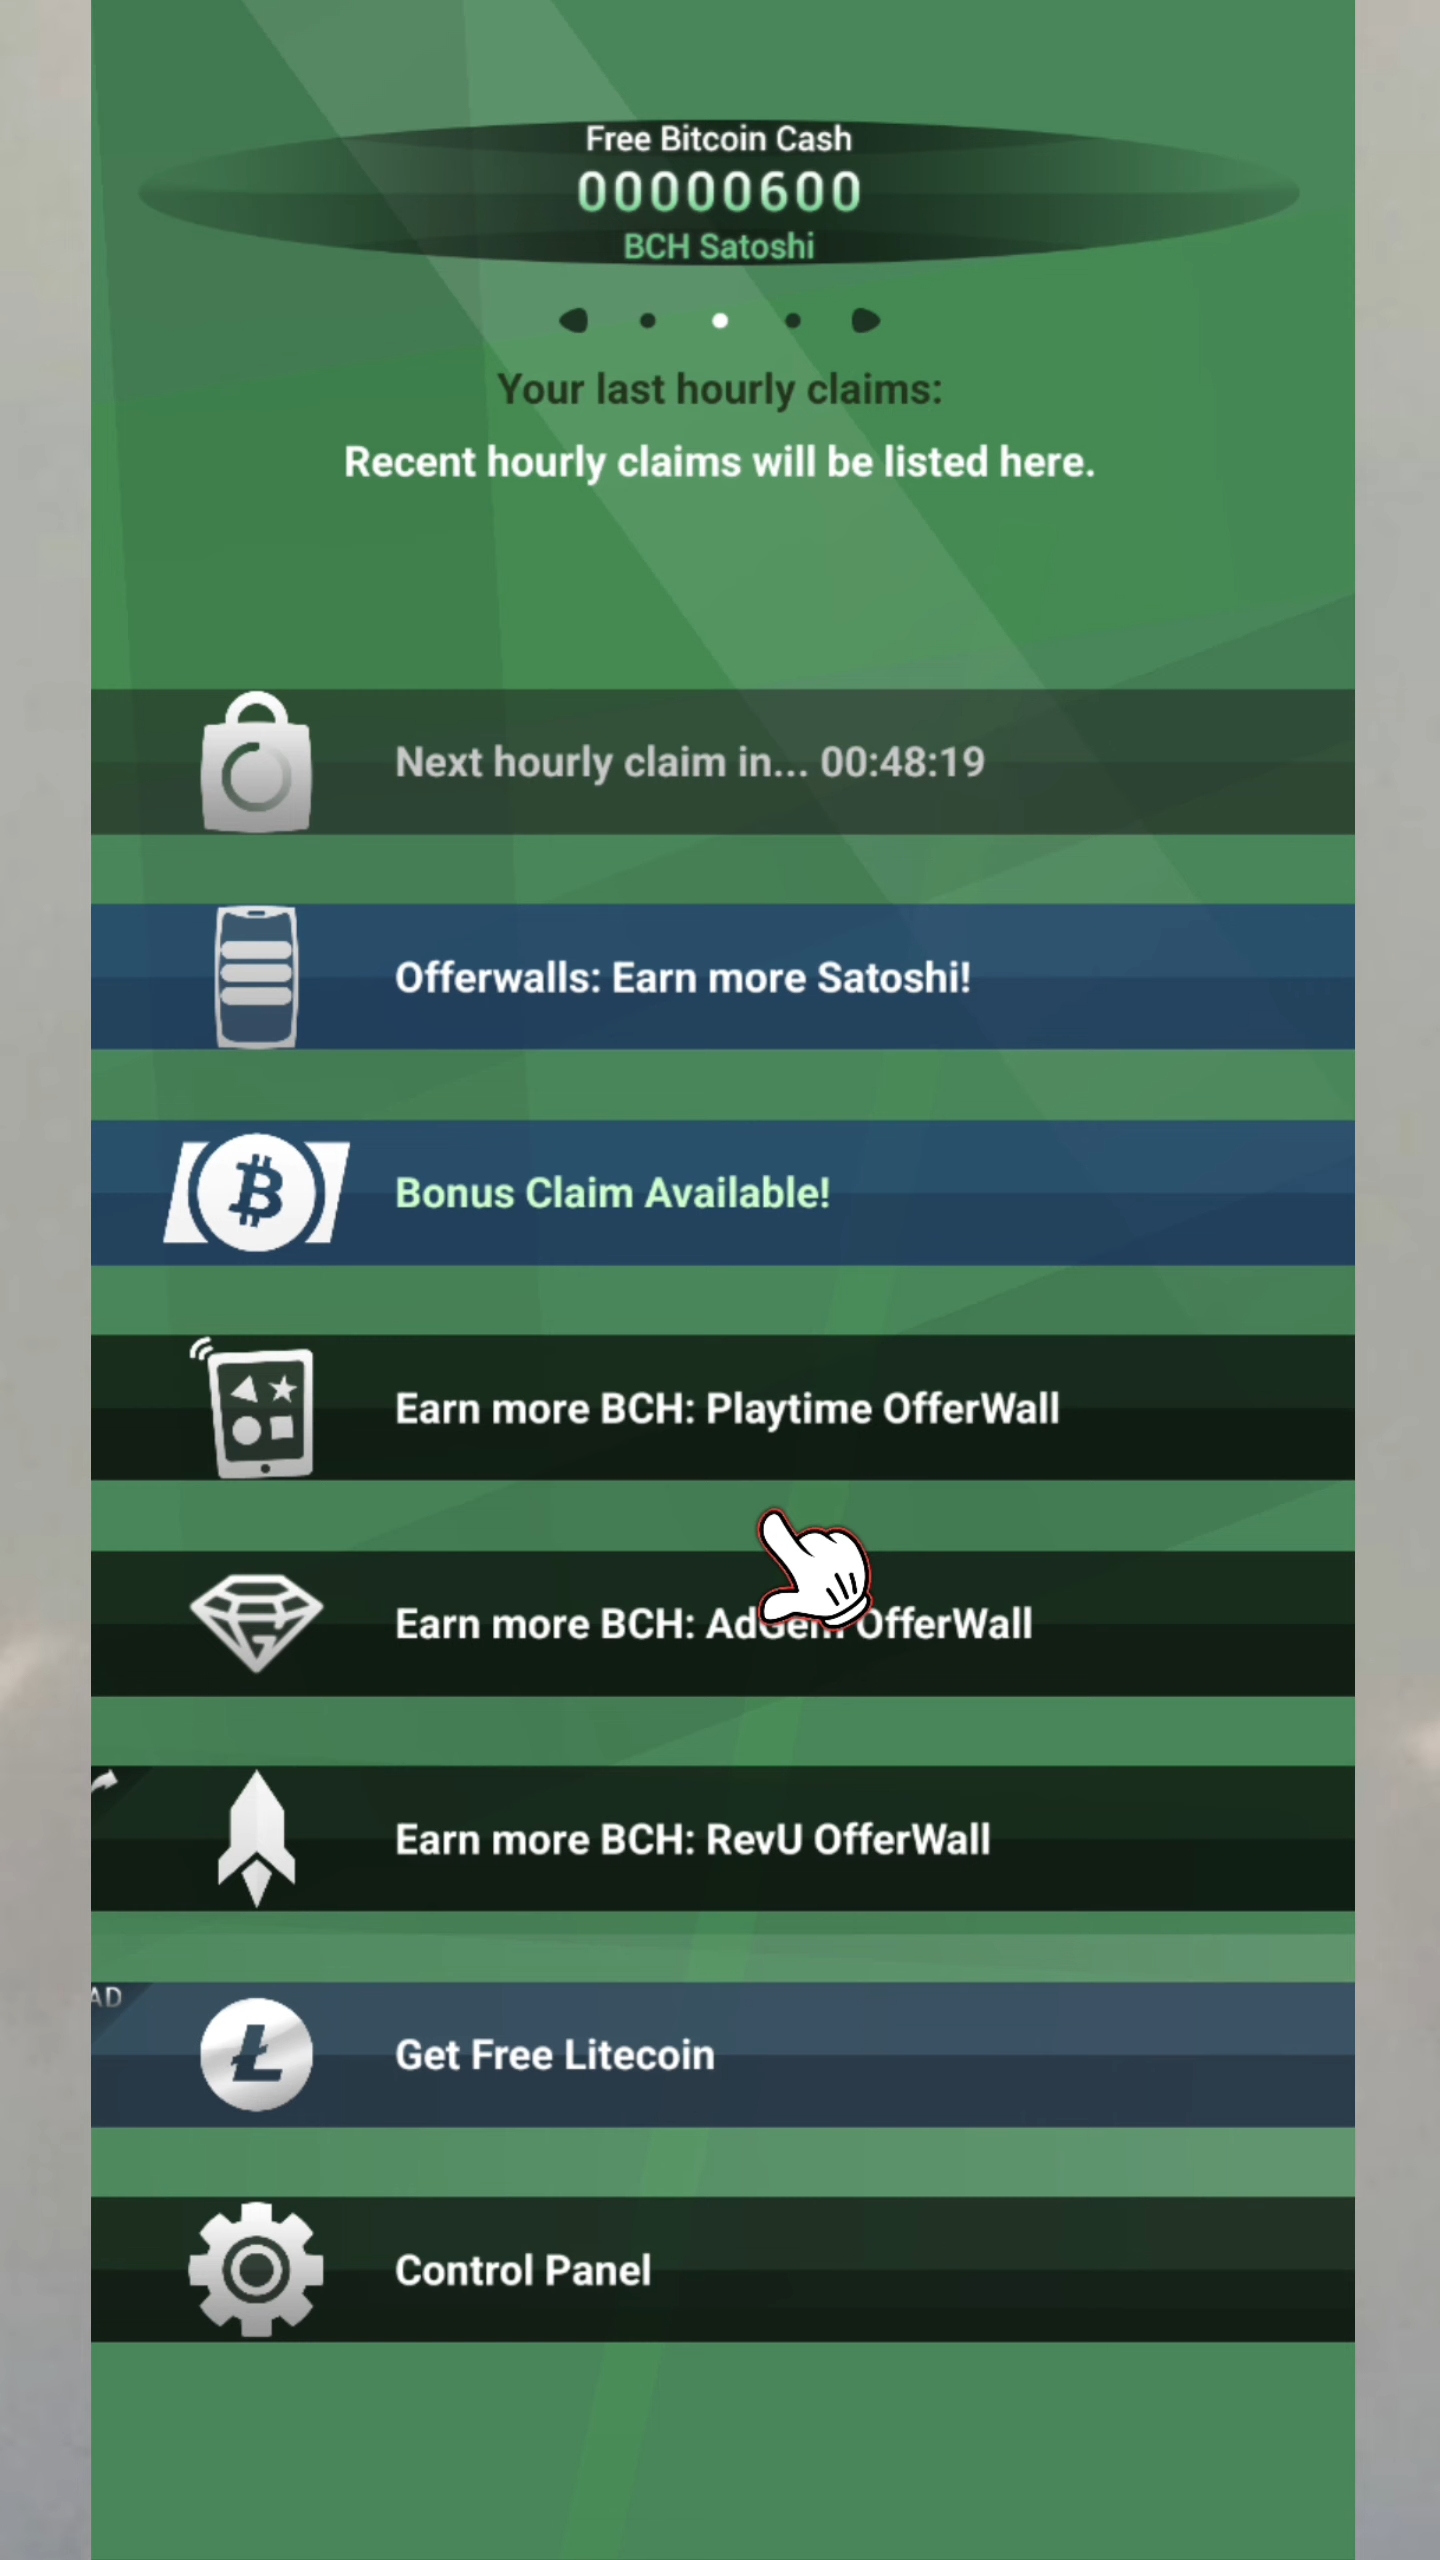 Free Bitcoin Cash
00000600
BCH Satoshi
Your last hourly claims:
Recent hourly claims will be listed here.
Next hourly claim in... 00:48:19
Offerwalls: Earn more Satoshi!
Bonus Claim Available!
Earn more BCH: Playtime OfferWall
Earn more BCH: AdGem OfferWall
Earn more BCH: RevU OfferWall
AD
Get Free Litecoin
Control Panel